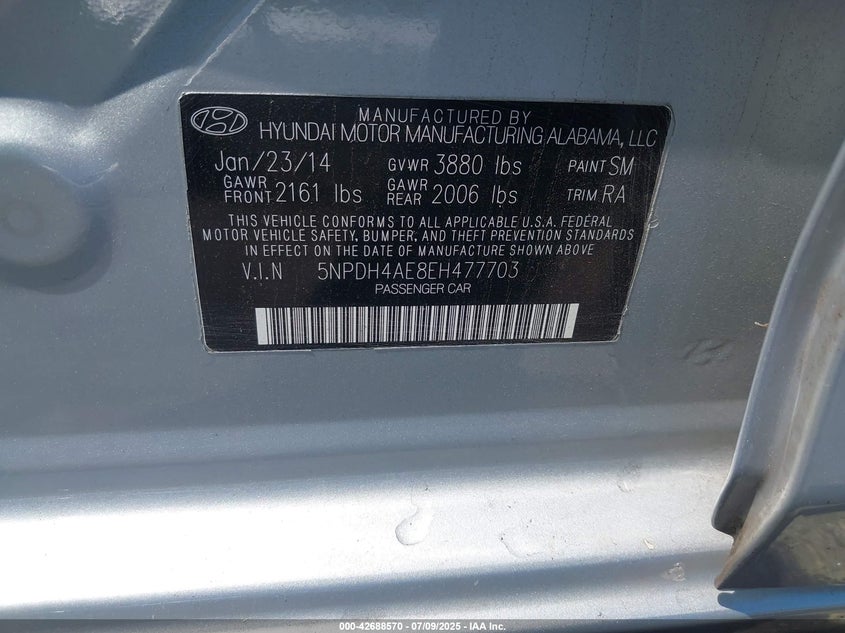 MANUFACTURED BY
HYUNDAI MOTOR MANUFACTURING ALABAMA, LLC
Jan/23/14 GVWR 3880 lbs PAINT SM
GAWR FRONT 2161 lbs GAWR REAR 2006 lbs TRIM RA
THIS VEHICLE CONFORMS TO ALL APPLICABLE U.S.A. FEDERAL
MOTOR VEHICLE SAFETY, BUMPER, AND THEFT PREVENTION STANDARDS
IN EFFECT ON THE DATE OF MANUFACTURE SHOWN ABOVE.
V.I.N 5NPDH4AE8EH477703
PASSENGER CAR
000-42688570 - 07/09/2025 - IAA Inc.